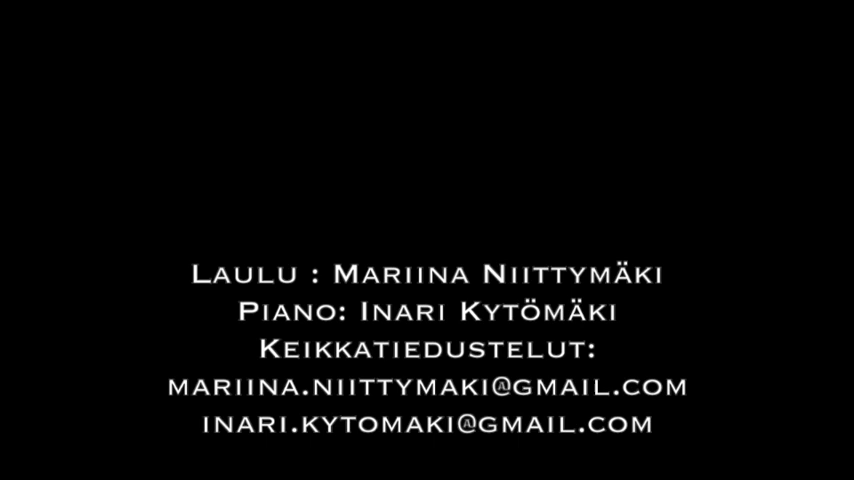 Laulu : Mariina Niittymäki
Piano: Inari Kytömäki
Keikkatiedustelut:
mariina.niittymaki@gmail.com
inari.kytomaki@gmail.com